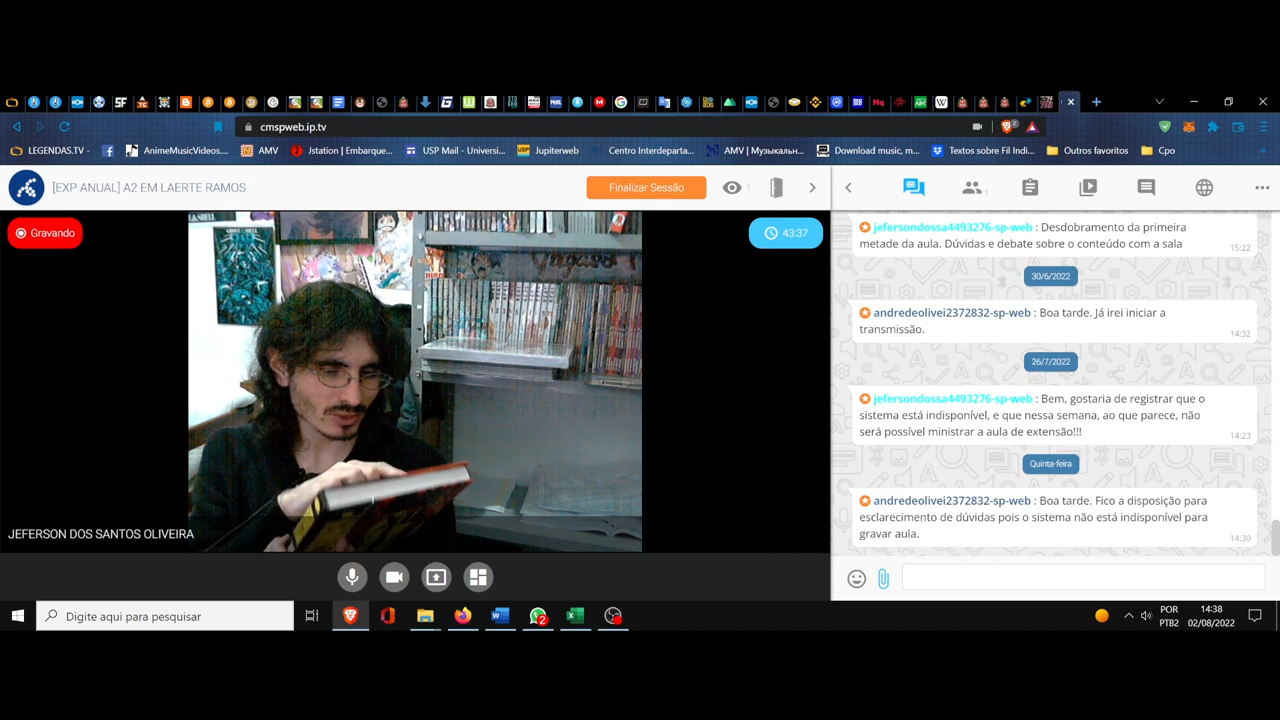 cmspweb.ip.tv
LEGENDAS.TV -
AnimeMusicVideos...
AMV
Jstation | Embarque...
USP Mail - Universi...
Jupiterweb
Centro Interdeparta...
AMV | Музыкальн...
Download music, m...
Textos sobre Fil Indi...
Outros favoritos
Cpo
[EXP ANUAL] A2 EM LAERTE RAMOS
Finalizar Sessão
1
1
Gravando
43:37
JEFERSON DOS SANTOS OLIVEIRA
jefersondossa4493276-sp-web : Desdobramento da primeira
metade da aula. Dúvidas e debate sobre o conteúdo com a sala
15:22
30/6/2022
andredeolivei2372832-sp-web : Boa tarde. Já irei iniciar a
transmissão.
14:32
26/7/2022
jefersondossa4493276-sp-web : Bem, gostaria de registrar que o
sistema está indisponível, e que nessa semana, ao que parece, não
será possível ministrar a aula de extensão!!!
14:23
Quinta-feira
andredeolivei2372832-sp-web : Boa tarde. Fico a disposição para
esclarecimento de dúvidas pois o sistema não está indisponível para
gravar aula.
14:30
Digite aqui para pesquisar
2
POR
PTB2
14:38
02/08/2022